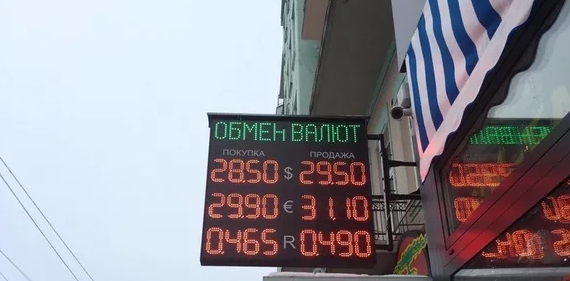 ОБМЕН ВАЛЮТ
ПОКУПКА ПРОДАЖА
28.50 $ 29.50
29.90 € 31.10
0.465 R 0.490